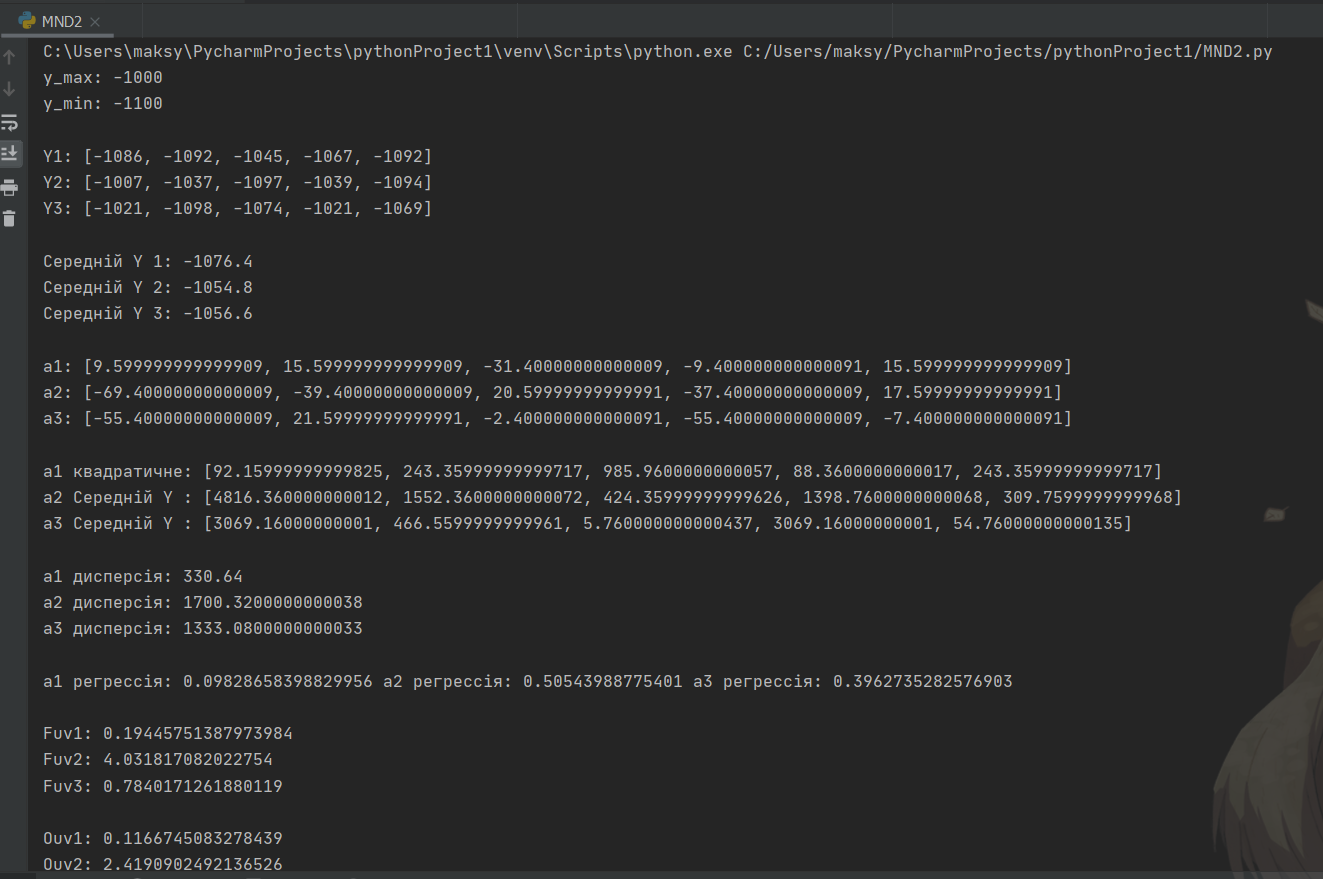 MND2
C:\Users\maksy\PycharmProjects\pythonProject1\venv\Scripts\python.exe C:/Users/maksy/PycharmProjects/pythonProject1/MND2.py
y_max: -1000
y_min: -1100
Y1: [-1086, -1092, -1045, -1067, -1092]
Y2: [-1007, -1037, -1097, -1039, -1094]
Y3: [-1021, -1098, -1074, -1021, -1069]
Середній Y 1: -1076.4
Середній Y 2: -1054.8
Середній Y 3: -1056.6
a1: [9.599999999999909, 15.599999999999909, -31.40000000000009, -9.400000000000091, 15.599999999999909]
a2: [-69.40000000000009, -39.40000000000009, 20.59999999999991, -37.40000000000009, 17.59999999999991]
a3: [-55.40000000000009, 21.59999999999991, -2.400000000000091, -55.40000000000009, -7.400000000000091]
a1 квадратичне: [92.15999999999825, 243.35999999999717, 985.9600000000057, 88.3600000000017, 243.35999999999717]
a2 Середній Y : [4816.360000000012, 1552.3600000000072, 424.35999999999626, 1398.7600000000068, 309.7599999999968]
a3 Середній Y : [3069.16000000001, 466.5599999999961, 5.760000000000437, 3069.16000000001, 54.76000000000135]
a1 дисперсія: 330.64
a2 дисперсія: 1700.3200000000038
a3 дисперсія: 1333.0800000000033
a1 регрессія: 0.09828658398829956 a2 регрессія: 0.50543988775401 a3 регрессія: 0.3962735282576903
Fuv1: 0.19445751387973984
Fuv2: 4.031817082022754
Fuv3: 0.7840171261880119
Ouv1: 0.1166745083278439
Ouv2: 2.4190902492136526